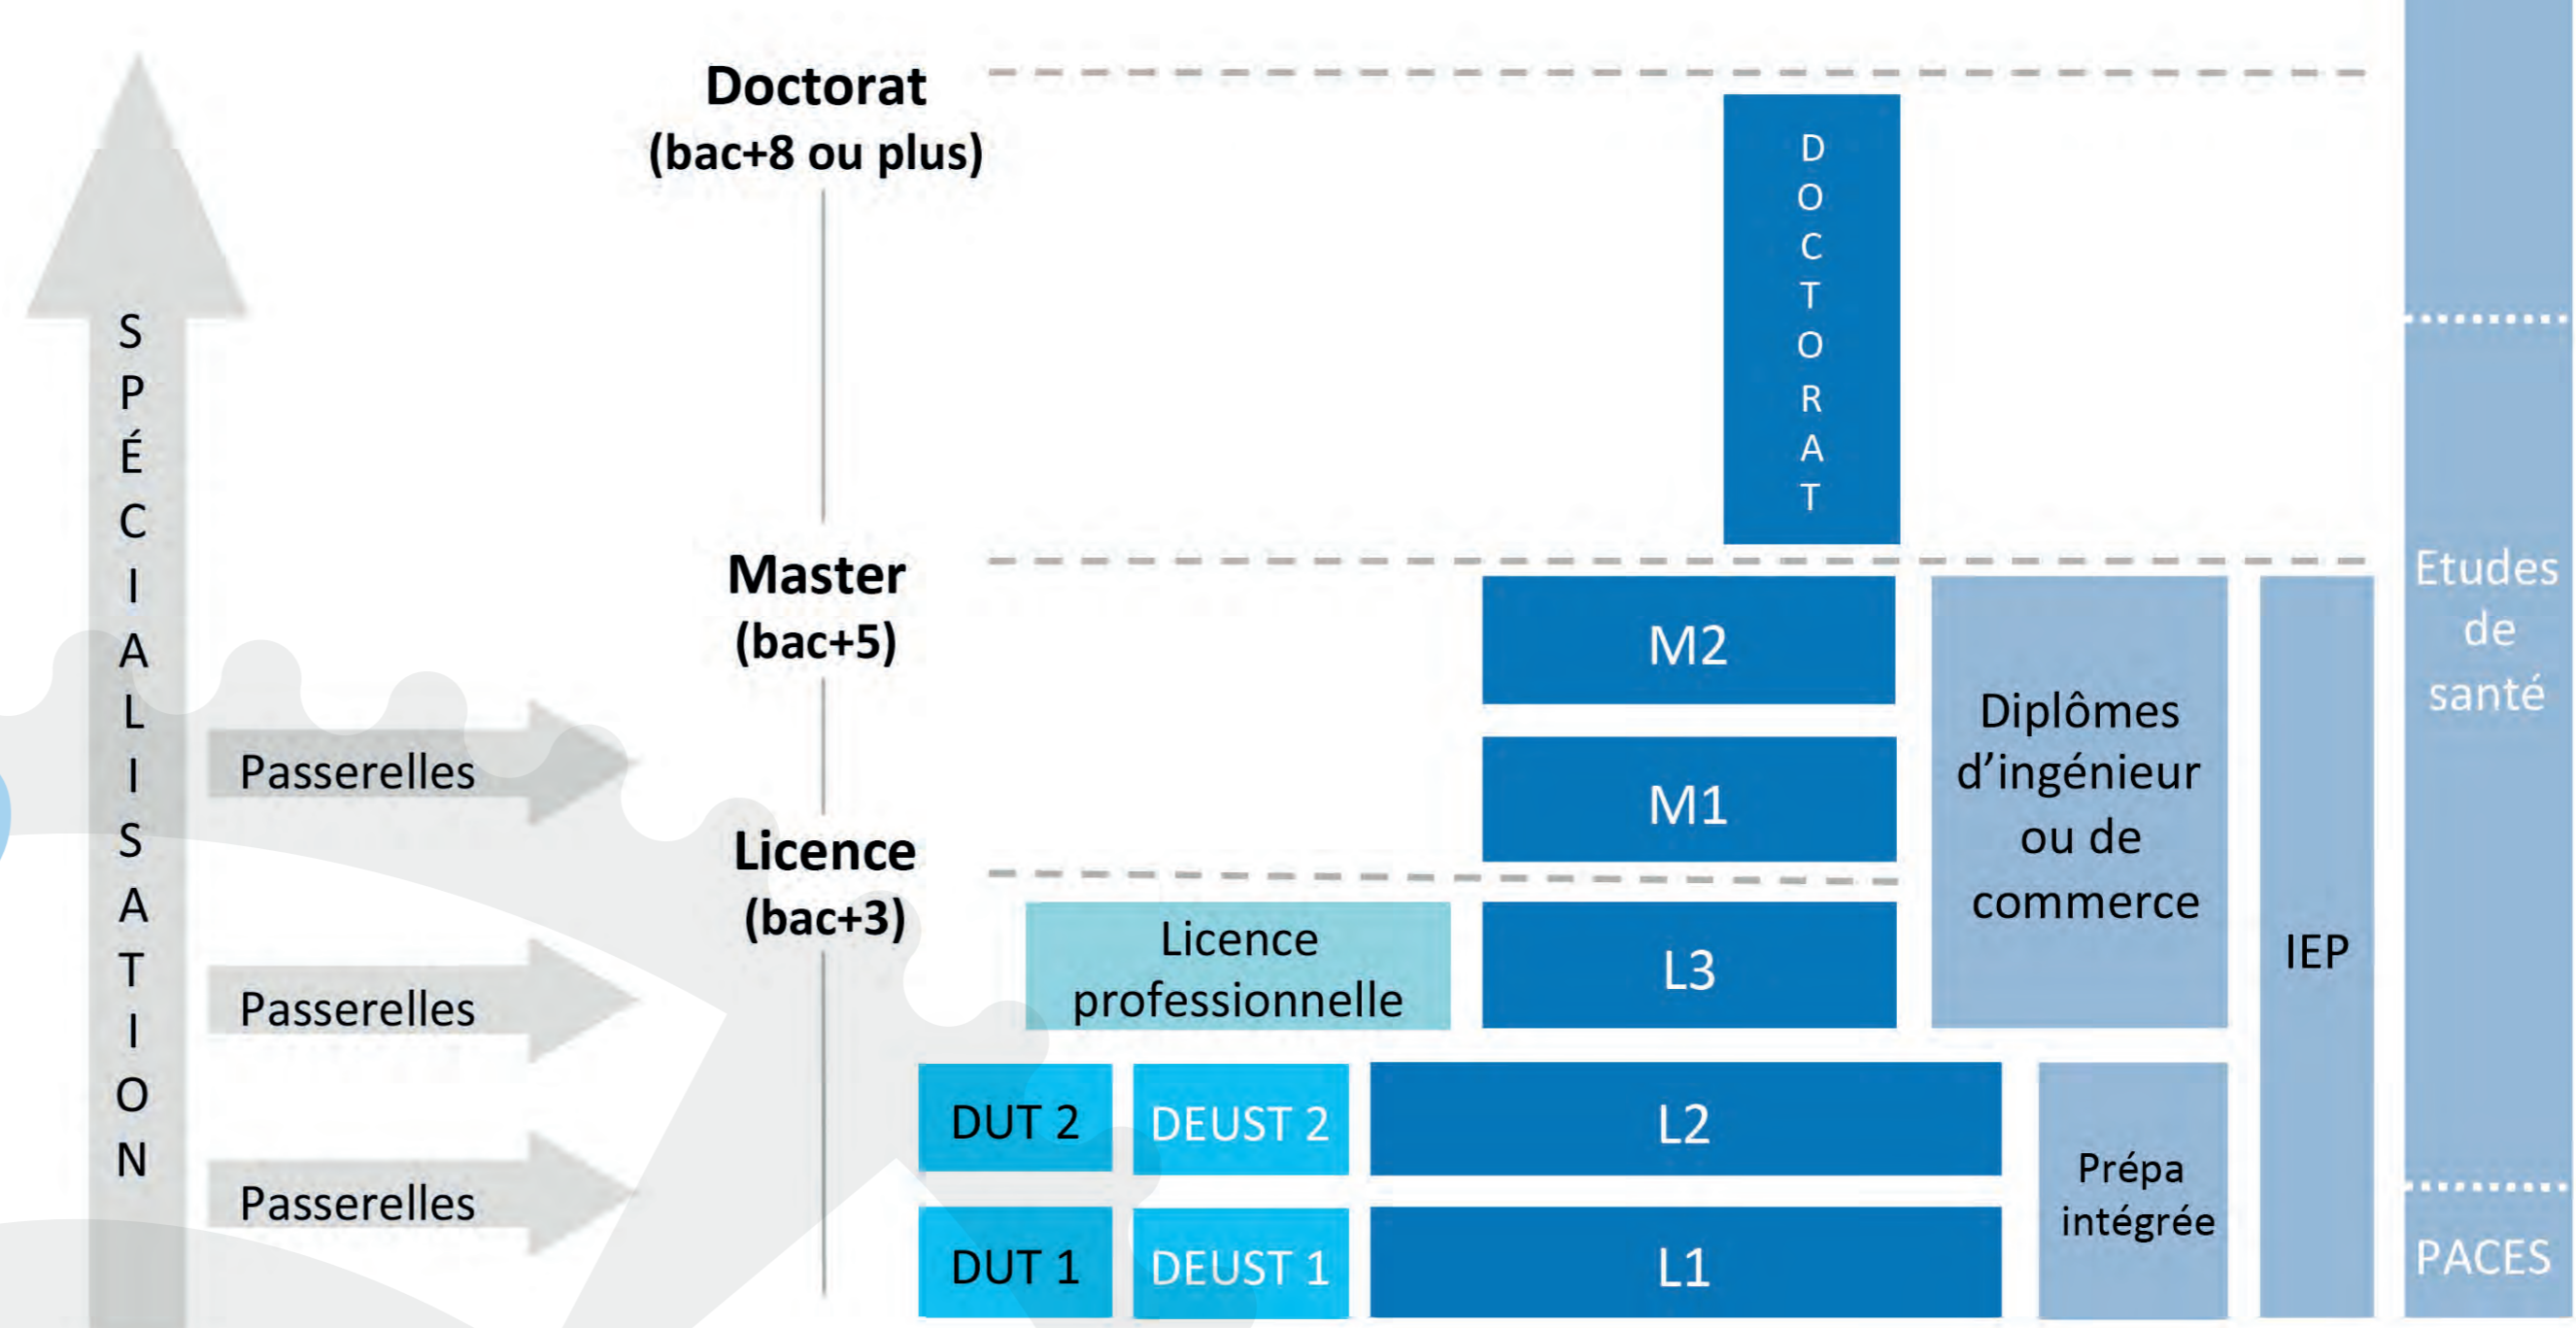 SPÉCIALISATION
Passerelles
Passerelles
Passerelles
Doctorat
(bac+8 ou plus)
Master
(bac+5)
Licence
(bac+3)
DOCTORAT
M2
M1
Licence
professionnelle
L3
DUT 2
DEUST 2
L2
DUT 1
DEUST 1
L1
Diplômes
d’ingénieur
ou de
commerce
Prépa
intégrée
IEP
Etudes
de
santé
PACES